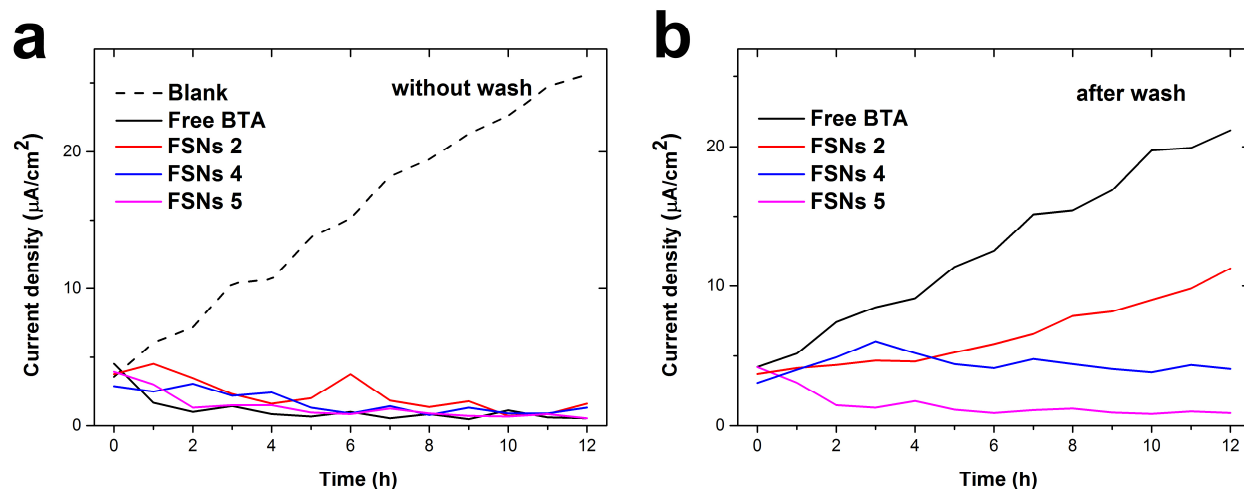 a
without wash
Blank
Free BTA
FSNs 2
FSNs 4
FSNs 5
Current density (μA/cm²)
20
10
0
0 2 4 6 8 10 12
Time (h)
b
after wash
Free BTA
FSNs 2
FSNs 4
FSNs 5
Current density (μA/cm²)
20
10
0
0 2 4 6 8 10 12
Time (h)